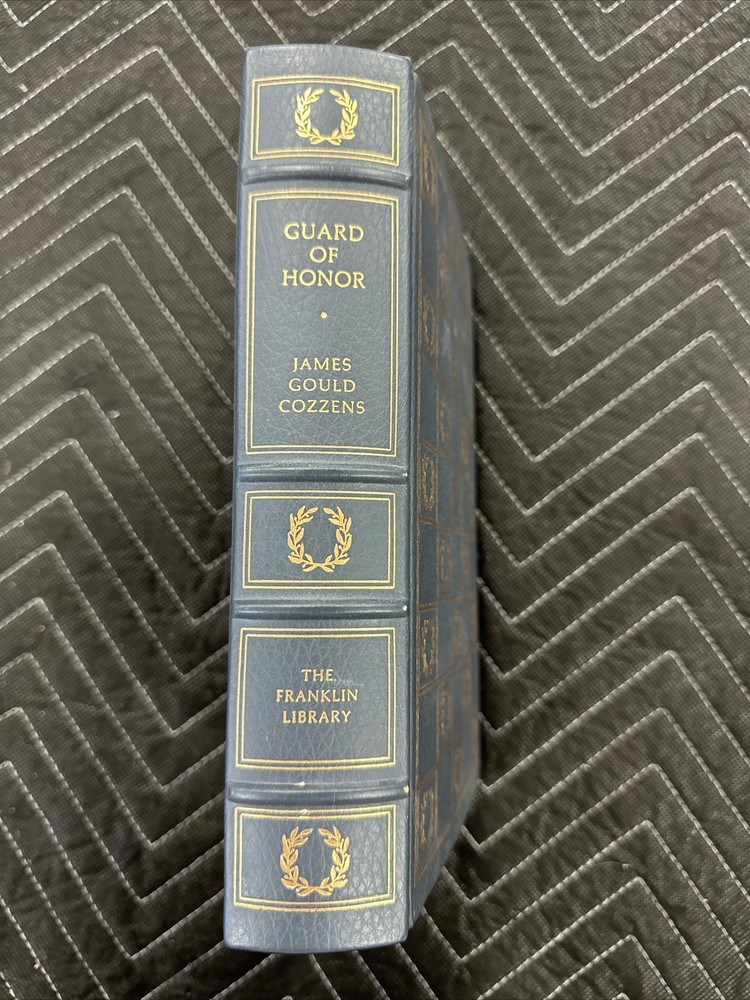 GUARD
OF
HONOR
JAMES
GOULD
COZZENS
THE
FRANKLIN
LIBRARY